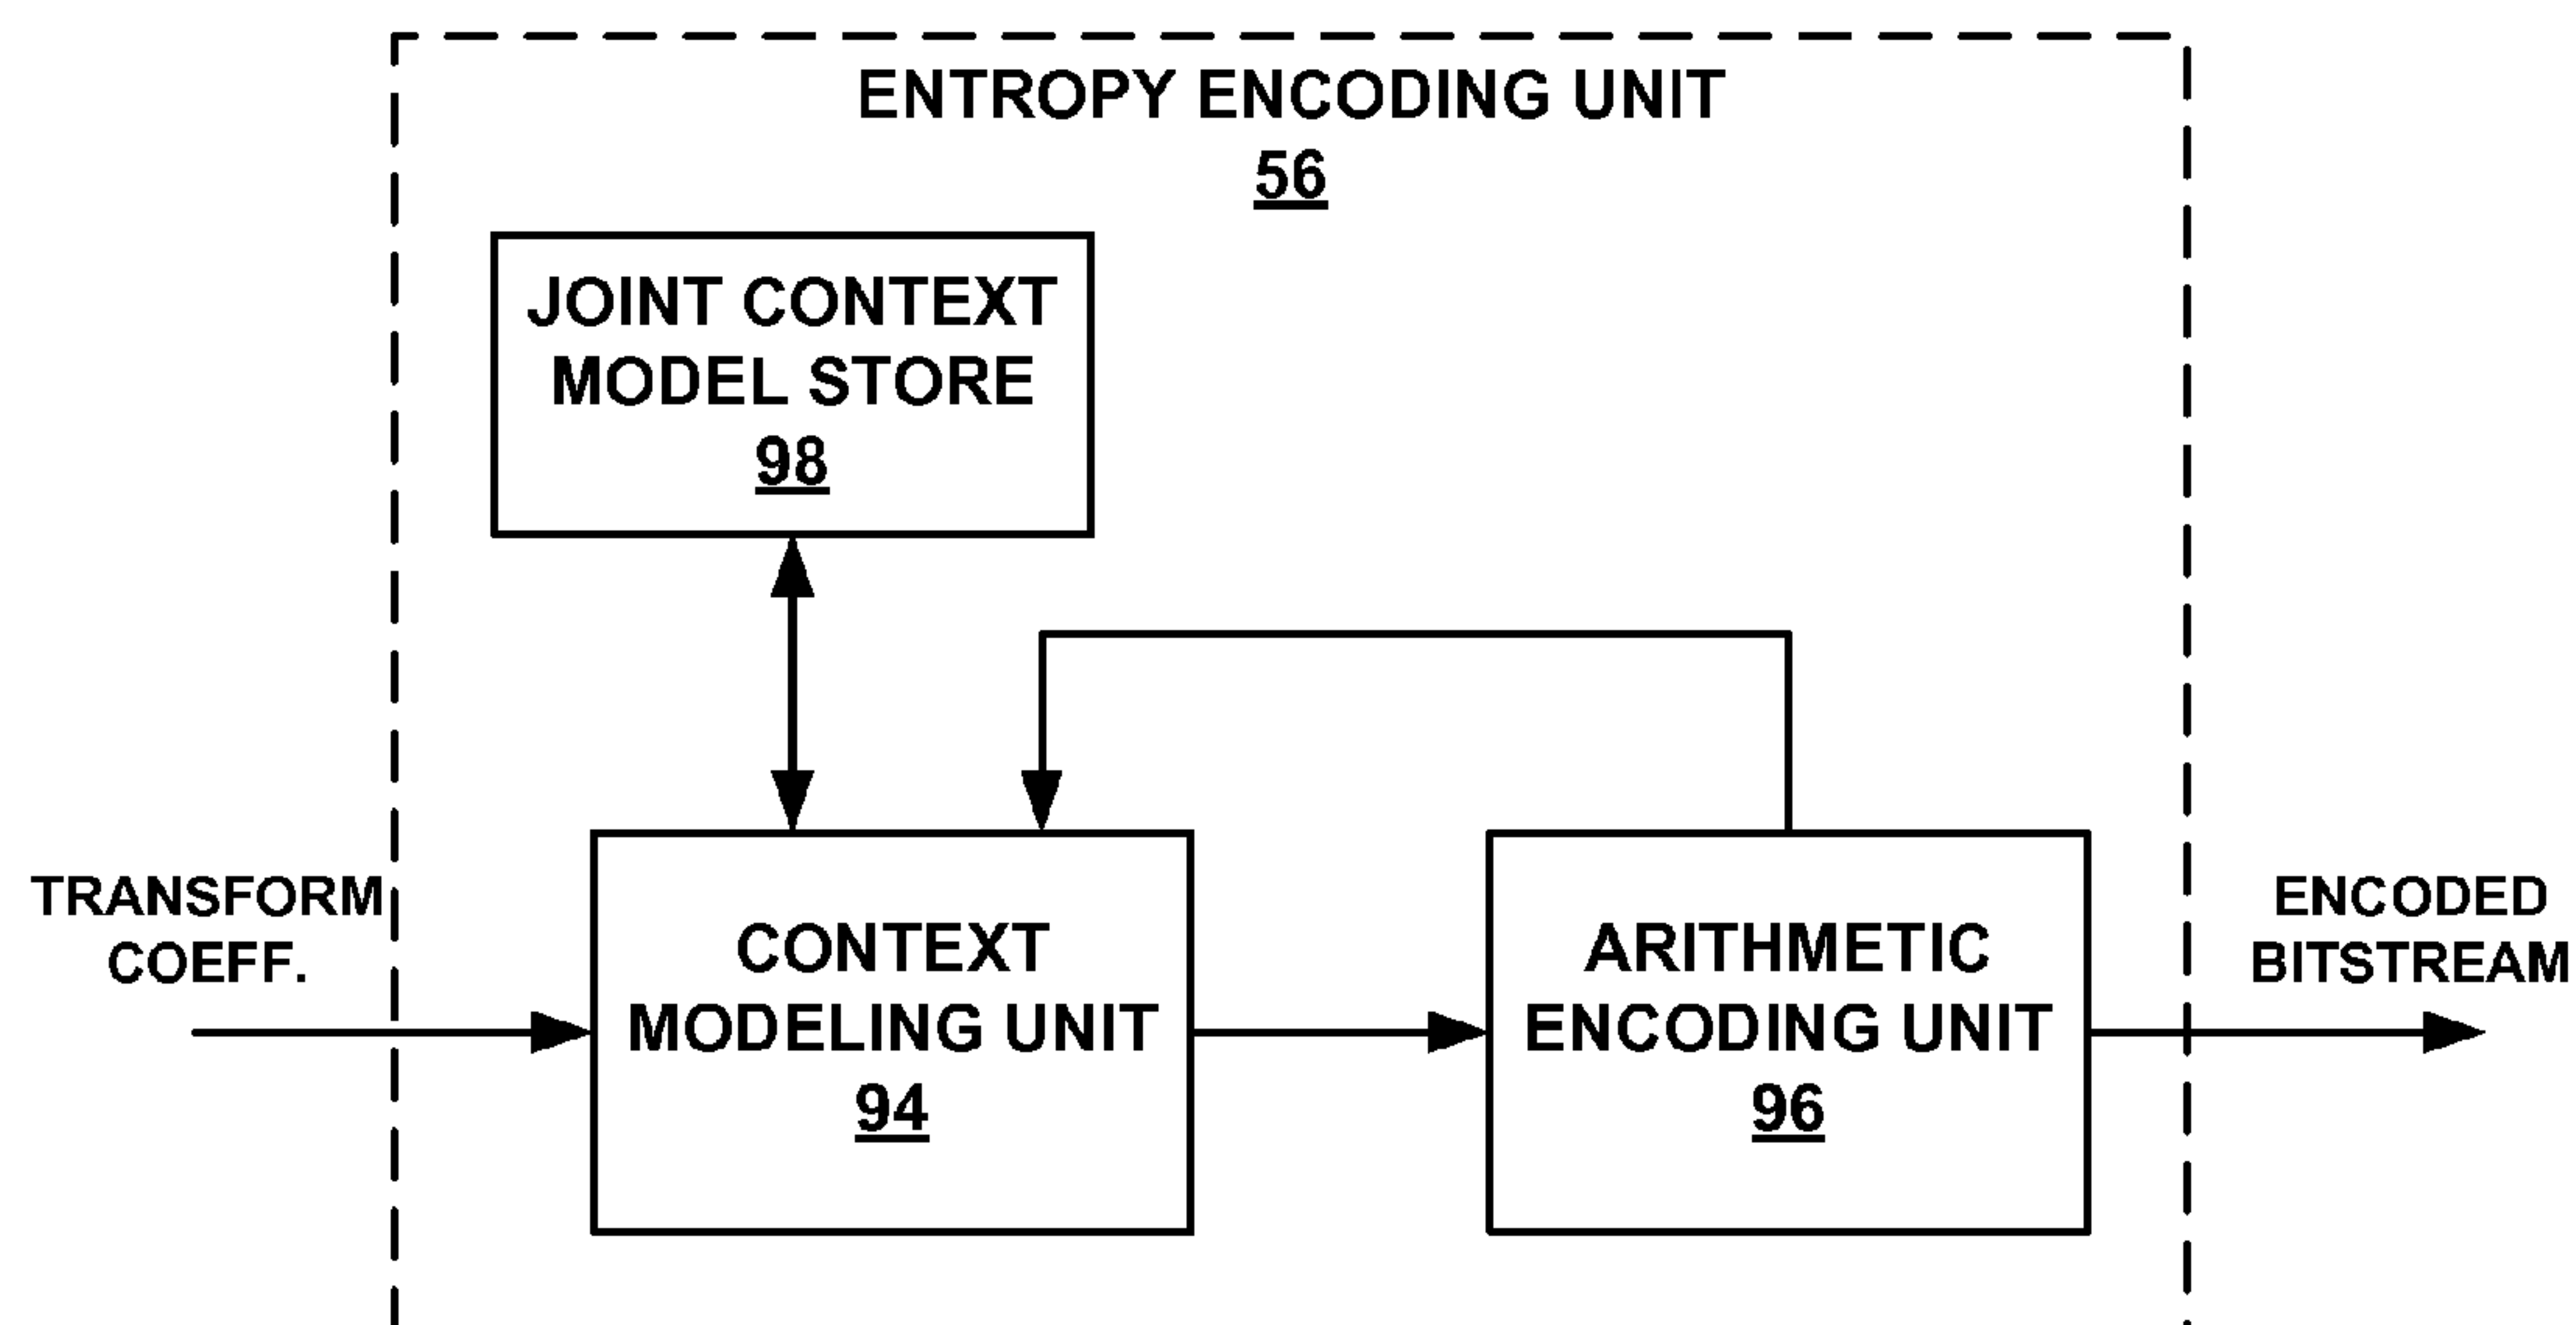 ENTROPY ENCODING UNIT
56
JOINT CONTEXT
MODEL STORE
98
TRANSFORM
COEFF.
CONTEXT
MODELING UNIT
94
ARITHMETIC
ENCODING UNIT
96
ENCODED
BITSTREAM